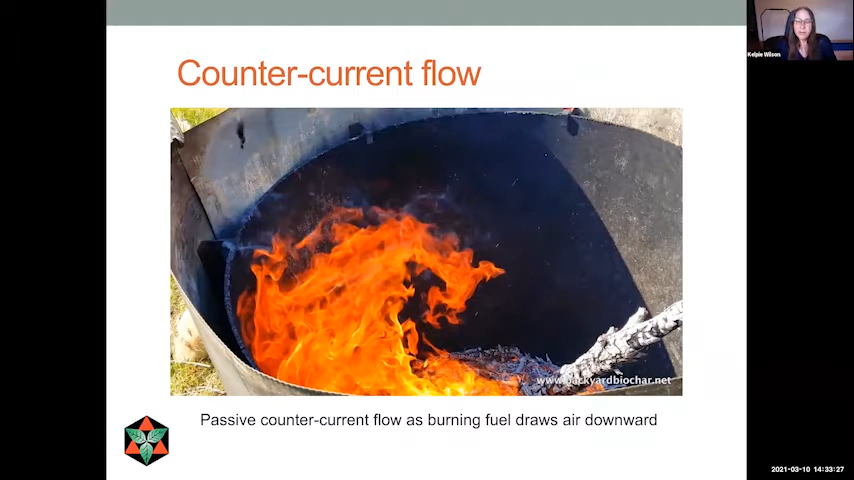 Counter-current flow
Kelpie Wilson
www.backyardbiochar.net
Passive counter-current flow as burning fuel draws air downward
2021-03-10 14:33:27